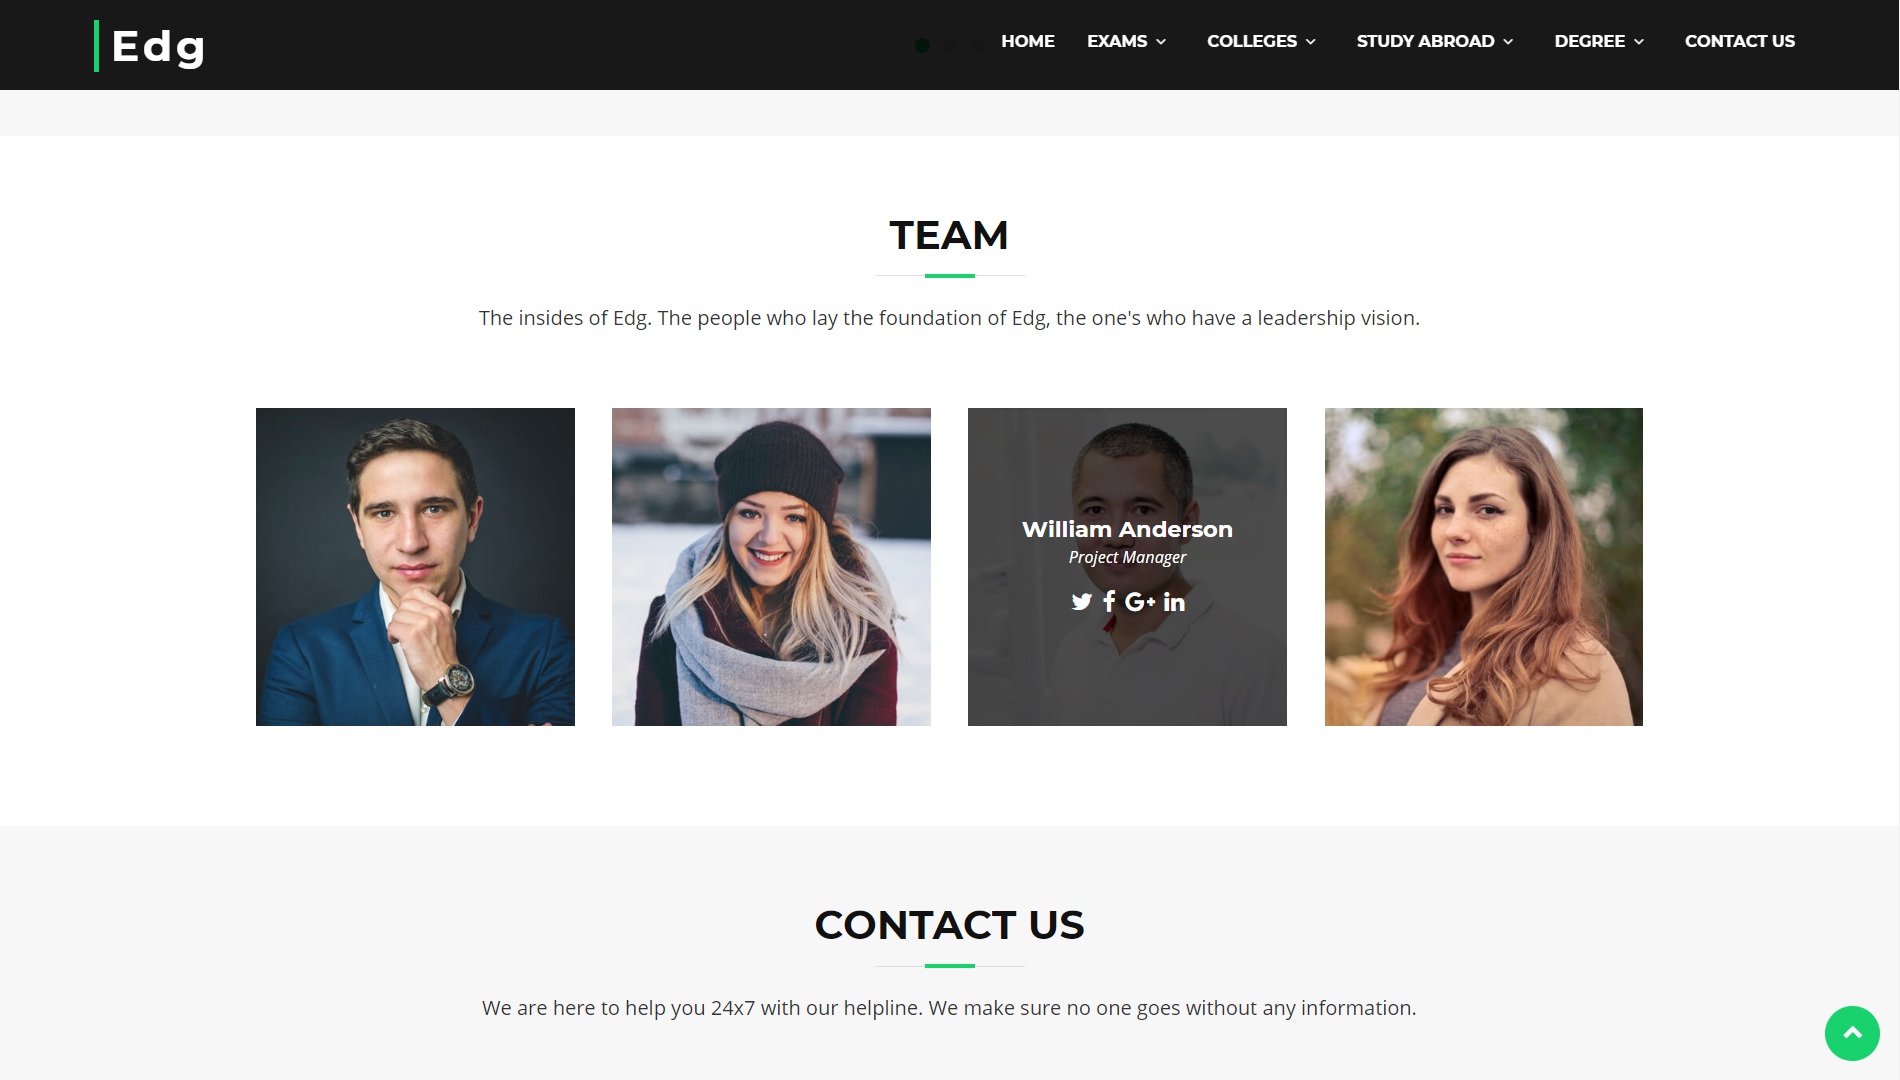 Edg
HOME EXAMS COLLEGES STUDY ABROAD DEGREE CONTACT US
TEAM
The insides of Edg. The people who lay the foundation of Edg, the one's who have a leadership vision.
William Anderson
Project Manager
CONTACT US
We are here to help you 24x7 with our helpline. We make sure no one goes without any information.